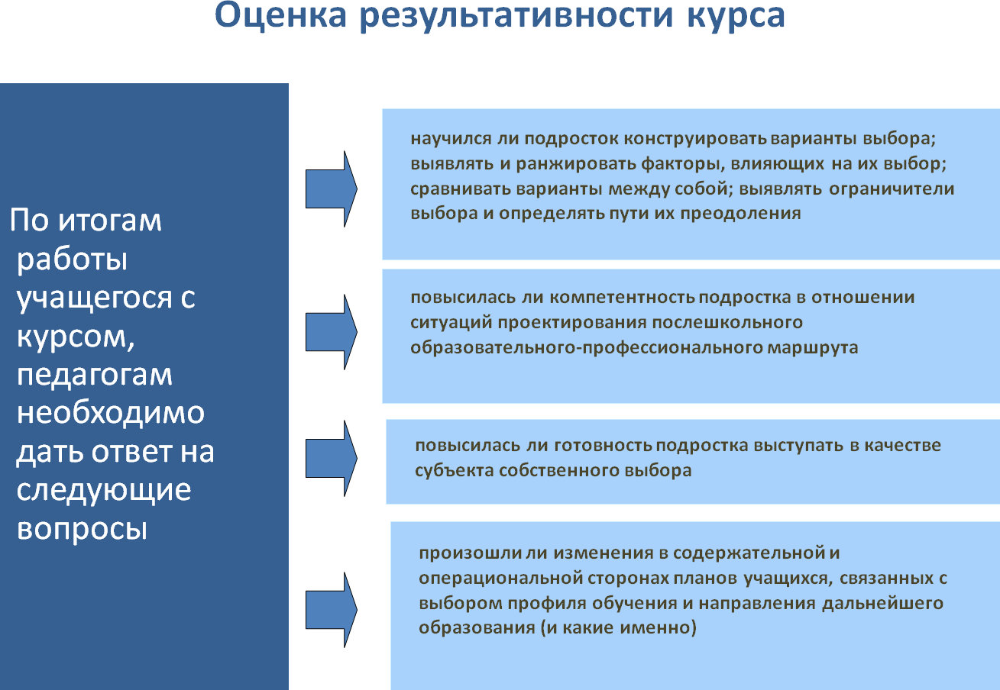 Оценка результативности курса
По итогам
работы
учащегося с
курсом,
педагогам
необходимо
дать ответ на
следующие
вопросы
научился ли подросток конструировать варианты выбора;
выявлять и ранжировать факторы, влияющих на их выбор;
сравнивать варианты между собой; выявлять ограничители
выбора и определять пути их преодоления
повысилась ли компетентность подростка в отношении
ситуаций проектирования послешкольного
образовательного-профессионального маршрута
повысилась ли готовность подростка выступать в качестве
субъекта собственного выбора
произошли ли изменения в содержательной и
операциональной сторонах планов учащихся, связанных с
выбором профиля обучения и направления дальнейшего
образования (и какие именно)